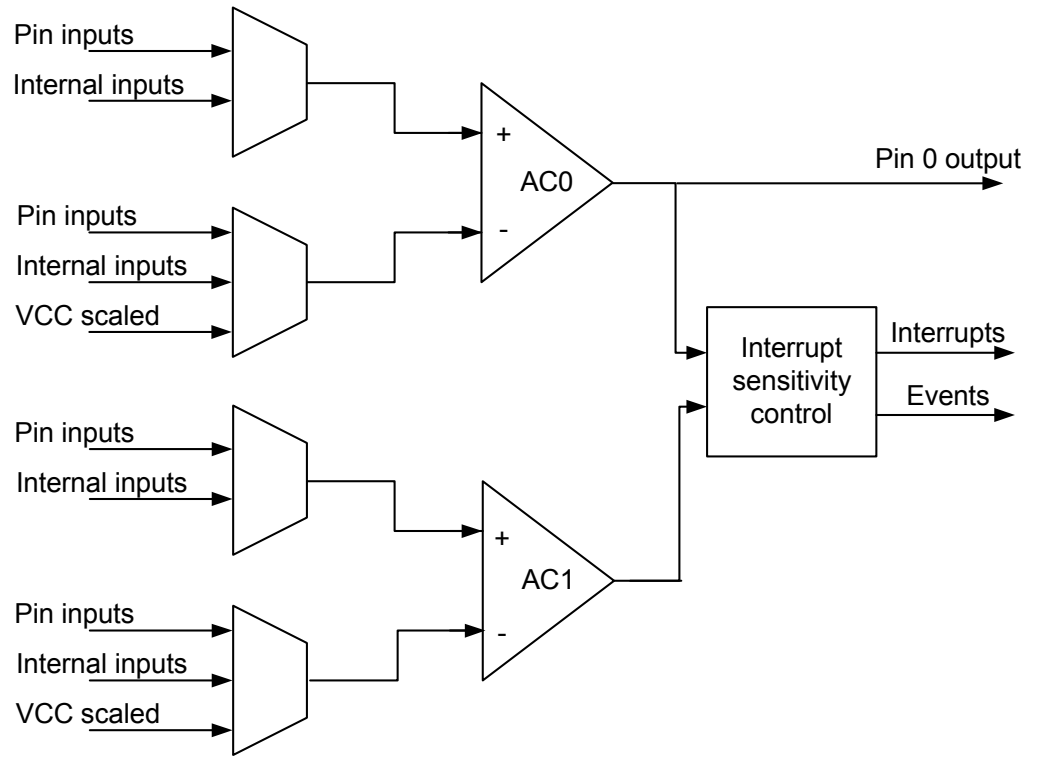 Pin inputs
Internal inputs
+
AC0
-
Pin 0 output
Pin inputs
Internal inputs
VCC scaled
Interrupt
sensitivity
control
Interrupts
Events
Pin inputs
Internal inputs
+
AC1
-
Pin inputs
Internal inputs
VCC scaled